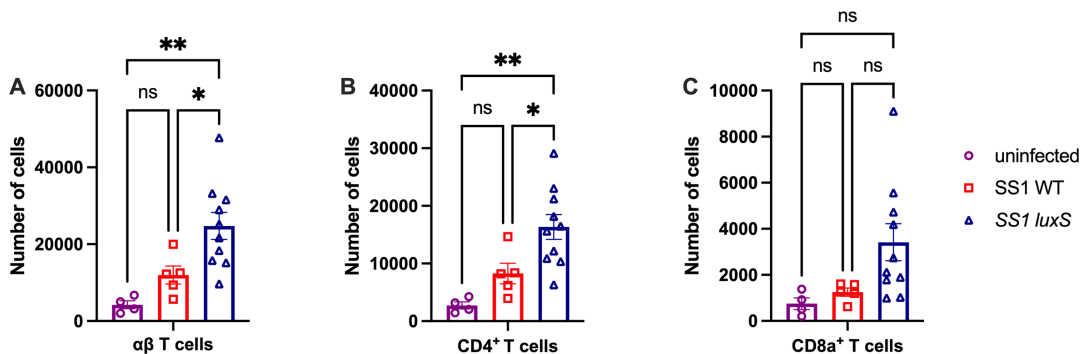 A
**
ns
*
Number of cells
60000
40000
20000
0
αβ T cells
B
**
ns
*
Number of cells
40000
30000
20000
10000
0
CD4⁺ T cells
C
ns
ns
ns
Number of cells
10000
8000
6000
4000
2000
0
CD8a⁺ T cells
uninfected
SS1 WT
SS1 luxS